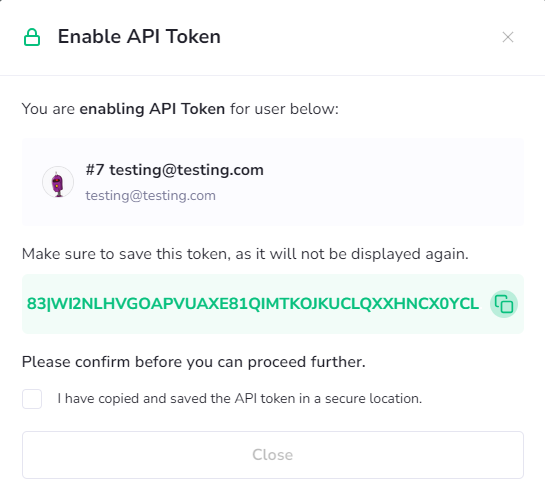 Enable API Token
You are enabling API Token for user below:
#7 testing@testing.com
testing@testing.com
Make sure to save this token, as it will not be displayed again.
83|WI2NLHVGOAPVUAXE81QIMTKOJKUCLQXXHNCX0YCL
Please confirm before you can proceed further.
I have copied and saved the API token in a secure location.
Close